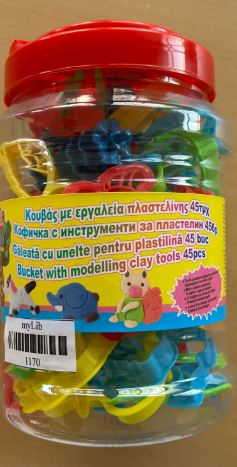 Κουβάς με εργαλεία πλαστελίνης 45τμχ
Кофичка с инструменти за пластелин 45бр
Găleată cu unelte pentru plastilină 45 buc
Bucket with modelling clay tools 45pcs
myLib
1170